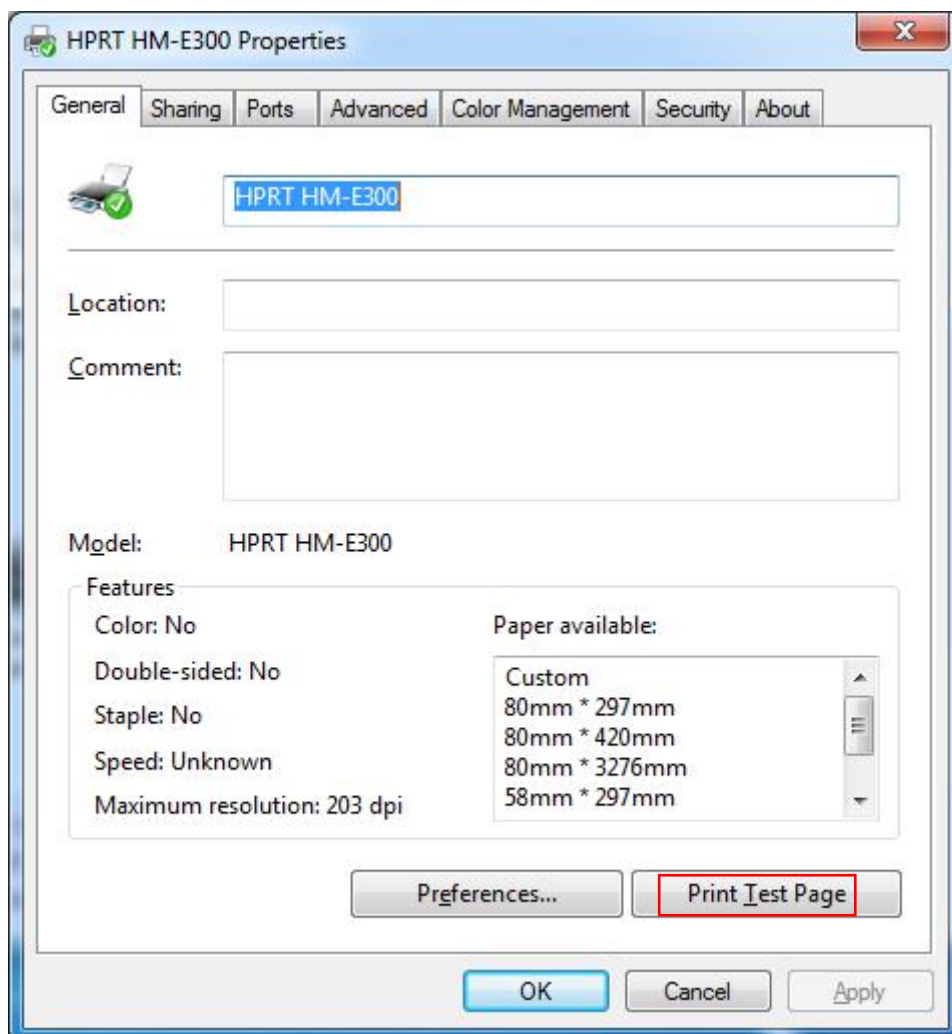 HPRT HM-E300 Properties
General Sharing Ports Advanced Color Management Security About
HPRT HM-E300
Location:
Comment:
Model: HPRT HM-E300
Features
Color: No
Double-sided: No
Staple: No
Speed: Unknown
Maximum resolution: 203 dpi
Paper available:
Custom
80mm * 297mm
80mm * 420mm
80mm * 3276mm
58mm * 297mm
Preferences... Print Test Page
OK Cancel Apply